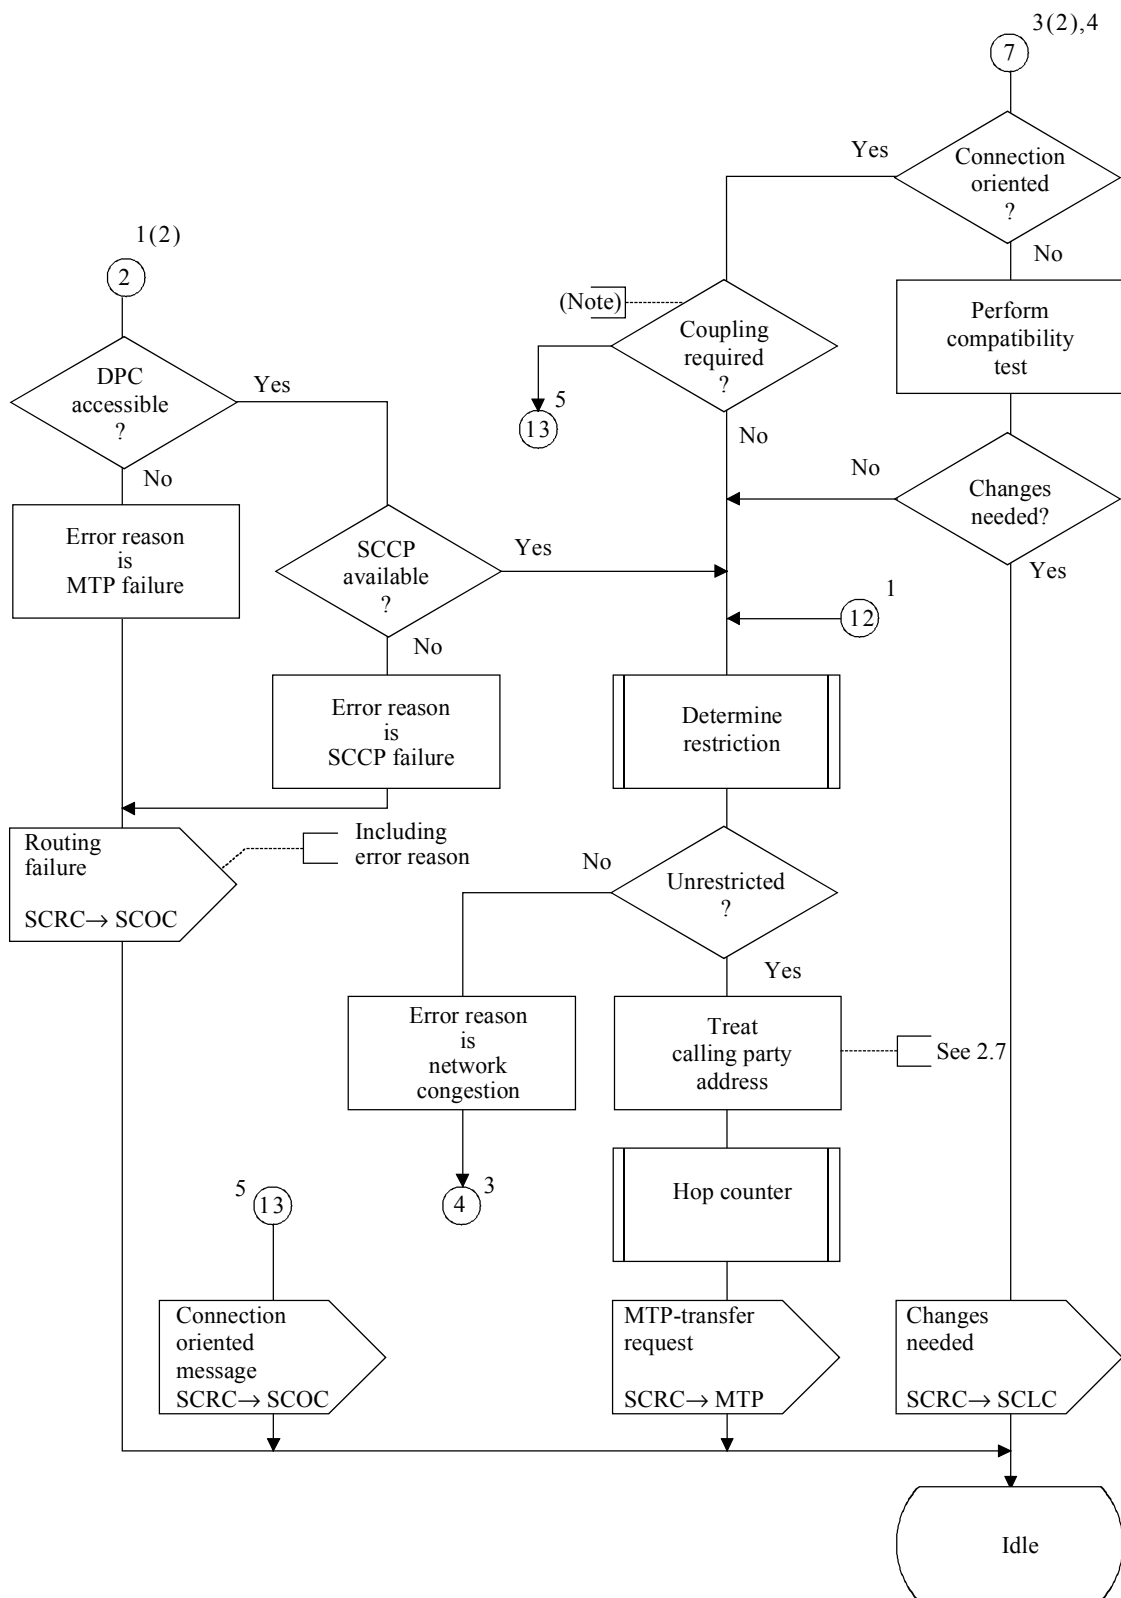 3(2),4
7
Connection
oriented
?
Yes
No
1(2)
2
(Note)
Coupling
required
?
Perform
compatibility
test
DPC
accessible
?
Yes
No
5
13
No
No
Changes
needed?
Yes
Error reason
is
MTP failure
SCCP
available
?
Yes
No
1
12
Error reason
is
SCCP failure
Determine
restriction
Routing
failure
SCRC→ SCOC
Including
error reason
No
Unrestricted
?
Yes
Error reason
is
network
congestion
Treat
calling party
address
See 2.7
4
3
Hop counter
5
13
Connection
oriented
message
SCRC→ SCOC
MTP-transfer
request
SCRC→ MTP
Changes
needed
SCRC→ SCLC
Idle